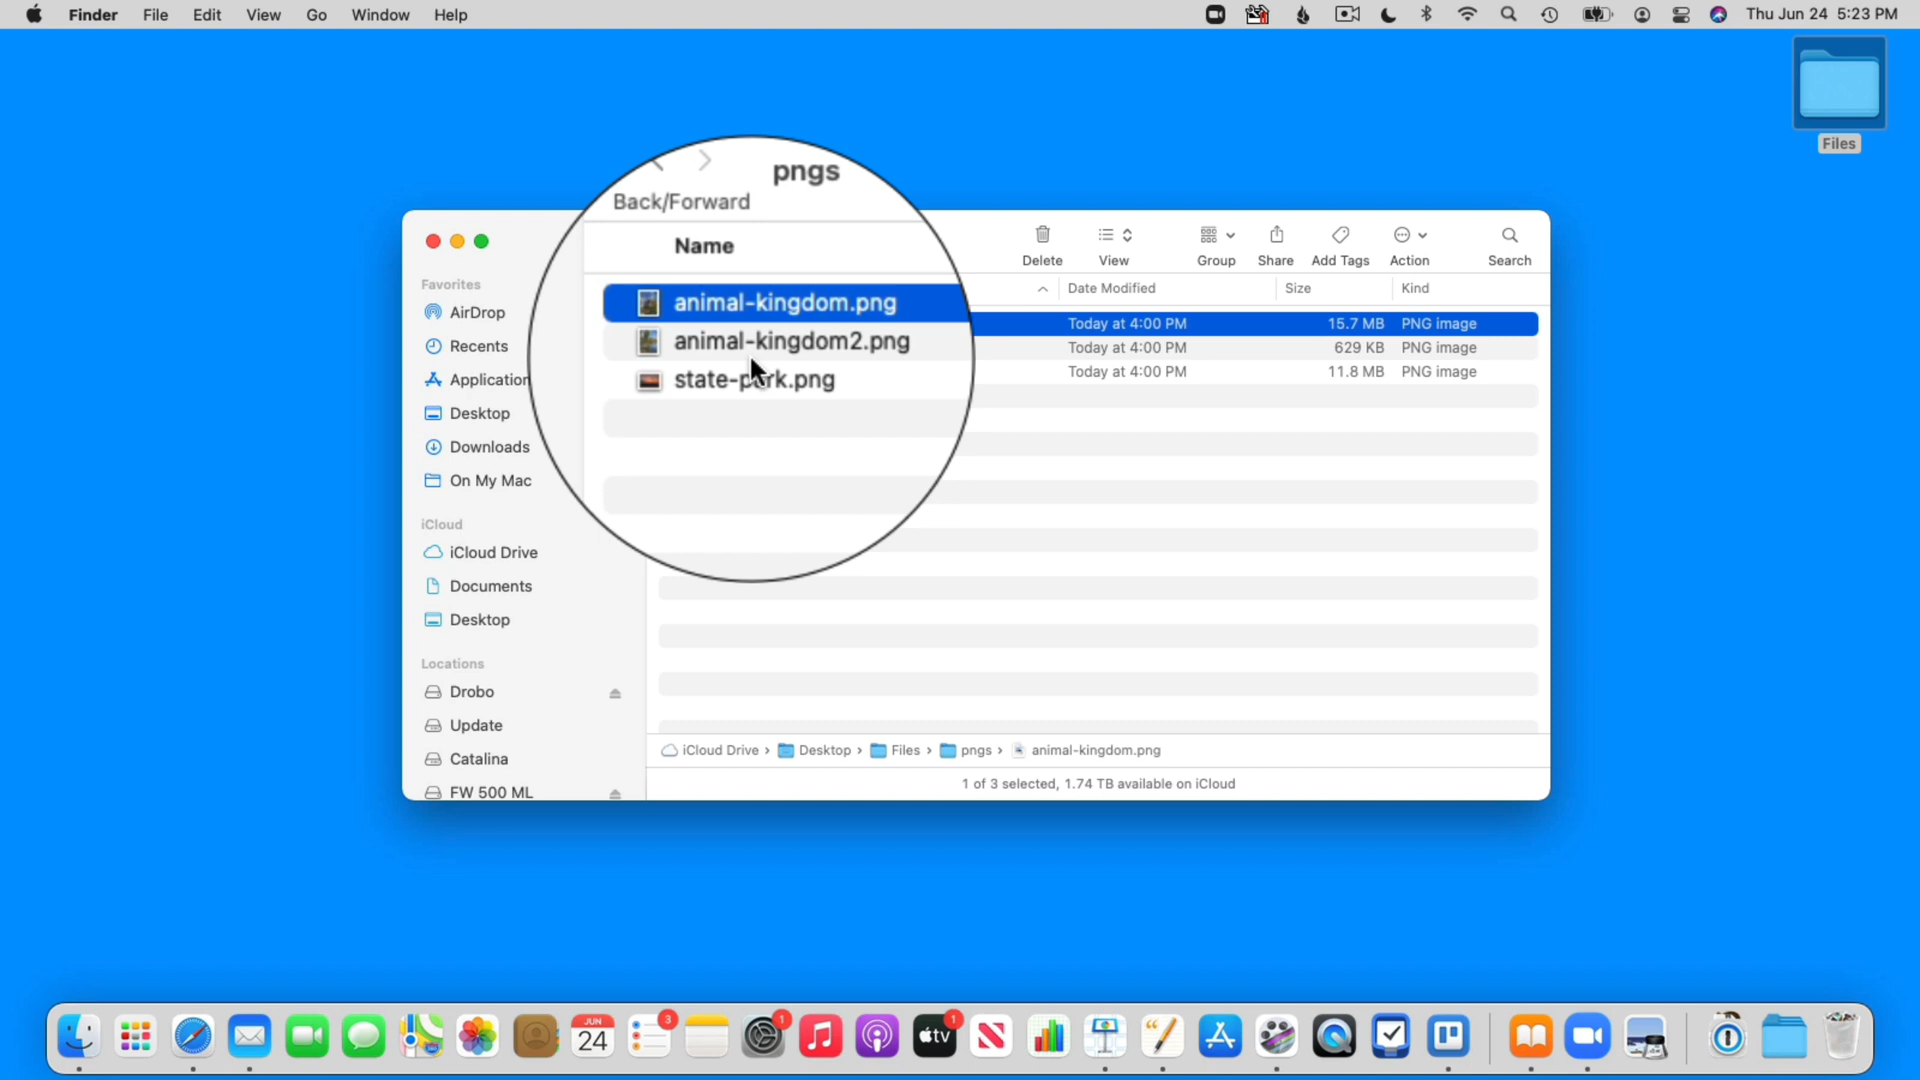 Finder File Edit View Go Window Help Thu Jun 24 5:23 PM
Files
pngs
Back/Forward
Delete View Group Share Add Tags Action Search
Name Date Modified Size Kind
animal-kingdom.png Today at 4:00 PM 15.7 MB PNG image
animal-kingdom2.png Today at 4:00 PM 629 KB PNG image
state-park.png Today at 4:00 PM 11.8 MB PNG image
Favorites
AirDrop
Recents
Application
Desktop
Downloads
On My Mac
iCloud
iCloud Drive
Documents
Desktop
Locations
Drobo
Update
Catalina
FW 500 ML
iCloud Drive › Desktop › Files › pngs › animal-kingdom.png
1 of 3 selected, 1.74 TB available on iCloud
JUN
24
3
1
tv
1